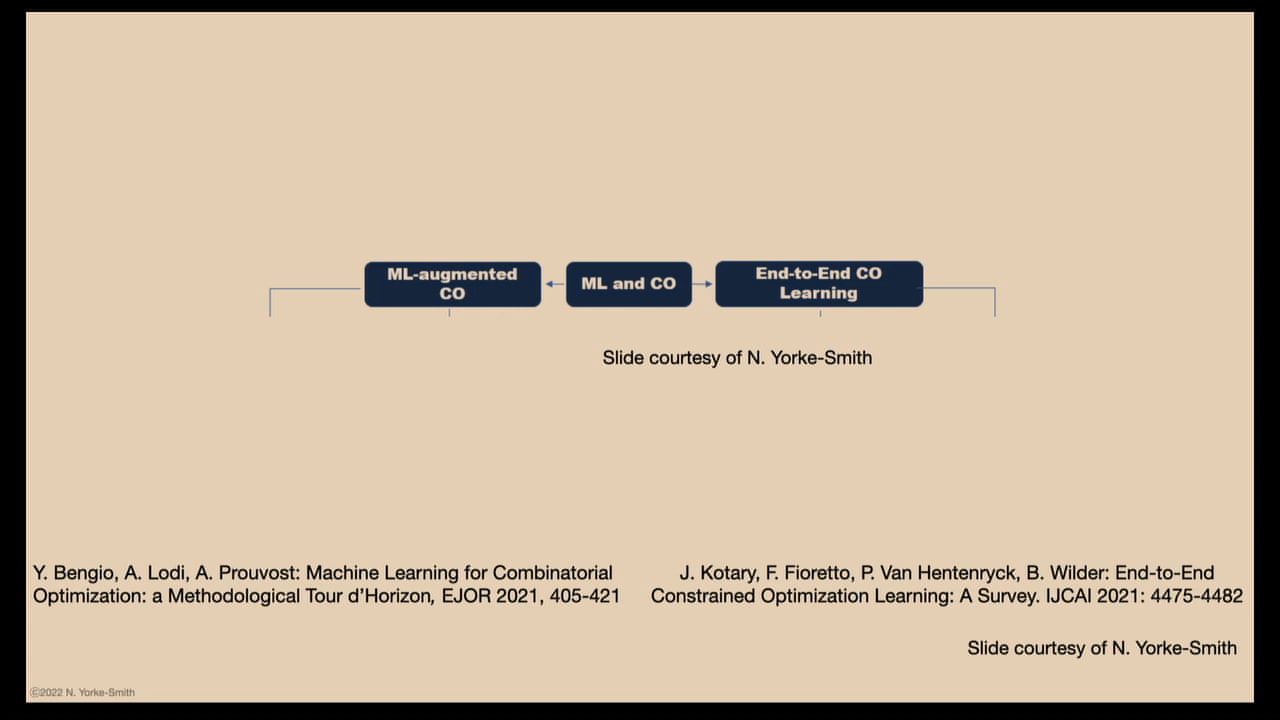 ML-augmented
CO
ML and CO
End-to-End CO
Learning
Slide courtesy of N. Yorke-Smith
Y. Bengio, A. Lodi, A. Prouvost: Machine Learning for Combinatorial
Optimization: a Methodological Tour d’Horizon, EJOR 2021, 405-421
J. Kotary, F. Fioretto, P. Van Hentenryck, B. Wilder: End-to-End
Constrained Optimization Learning: A Survey. IJCAI 2021: 4475-4482
Slide courtesy of N. Yorke-Smith
©2022 N. Yorke-Smith